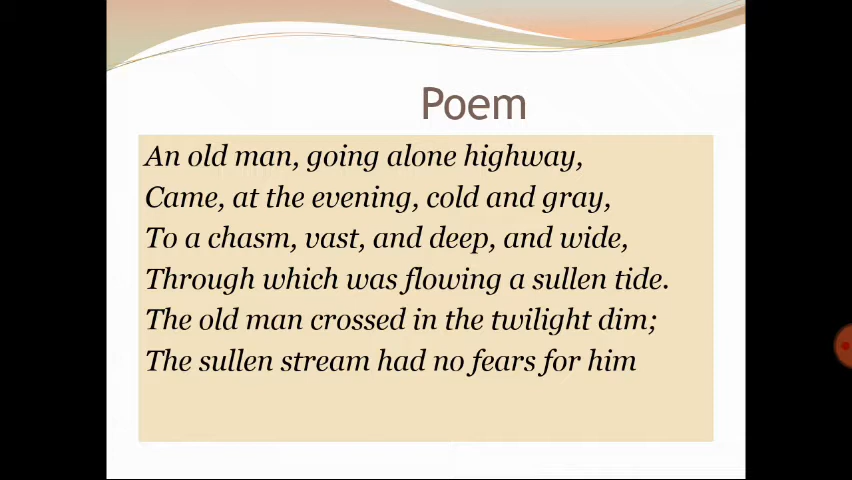 Poem
An old man, going alone highway,
Came, at the evening, cold and gray,
To a chasm, vast, and deep, and wide,
Through which was flowing a sullen tide.
The old man crossed in the twilight dim;
The sullen stream had no fears for him